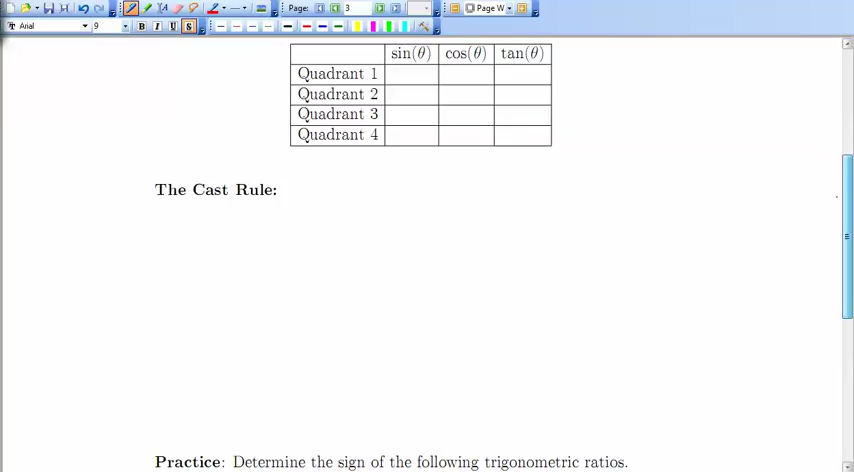 Page: 3 Page W
Arial 9 B I U S
sin(θ) cos(θ) tan(θ)
Quadrant 1
Quadrant 2
Quadrant 3
Quadrant 4
The Cast Rule:
Practice: Determine the sign of the following trigonometric ratios.